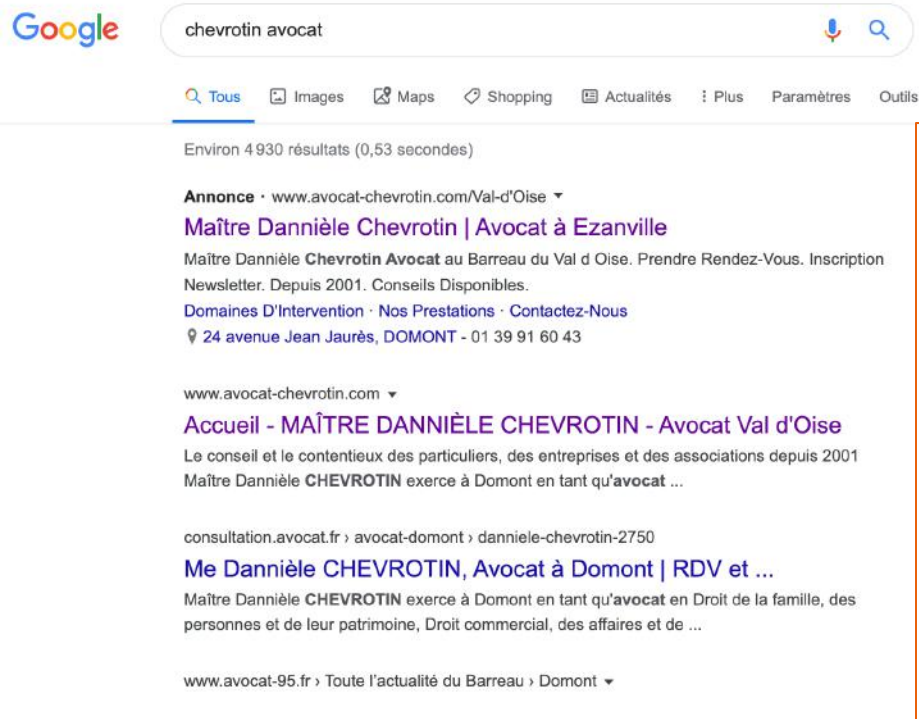 Google
chevrotin avocat
Tous Images Maps Shopping Actualités Plus Paramètres Outils
Environ 4 930 résultats (0,53 secondes)
Annonce · www.avocat-chevrotin.com/Val-d'Oise
Maître Dannièle Chevrotin | Avocat à Ezanville
Maître Dannièle Chevrotin Avocat au Barreau du Val d Oise. Prendre Rendez-Vous. Inscription
Newsletter. Depuis 2001. Conseils Disponibles.
Domaines D'Intervention · Nos Prestations · Contactez-Nous
24 avenue Jean Jaurès, DOMONT - 01 39 91 60 43
www.avocat-chevrotin.com
Accueil - MAÎTRE DANNIÈLE CHEVROTIN - Avocat Val d'Oise
Le conseil et le contentieux des particuliers, des entreprises et des associations depuis 2001
Maître Dannièle CHEVROTIN exerce à Domont en tant qu'avocat ...
consultation.avocat.fr › avocat-domont › danniele-chevrotin-2750
Me Dannièle CHEVROTIN, Avocat à Domont | RDV et ...
Maître Dannièle CHEVROTIN exerce à Domont en tant qu'avocat en Droit de la famille, des
personnes et de leur patrimoine, Droit commercial, des affaires et de ...
www.avocat-95.fr › Toute l'actualité du Barreau › Domont